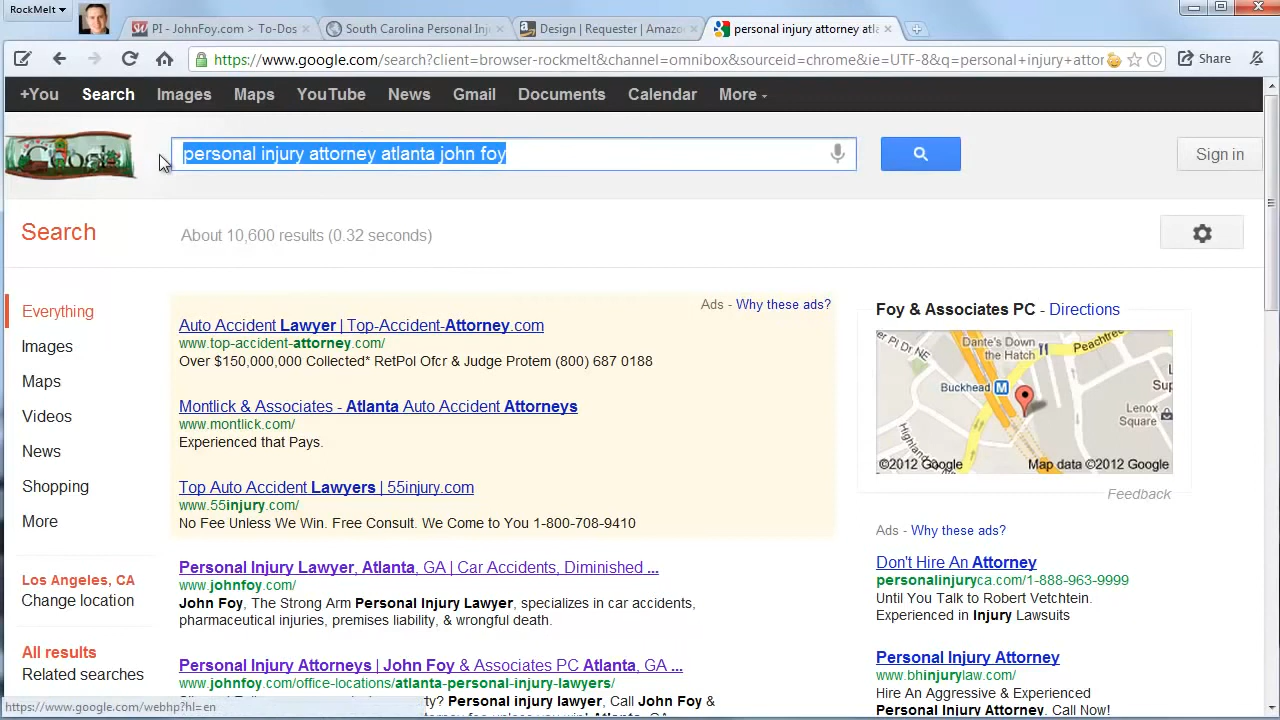 RockMelt
PI - JohnFoy.com > To-Dos
South Carolina Personal Inj
Design | Requester | Amazo
personal injury attorney atla
https://www.google.com/search?client=browser-rockmelt&channel=omnibox&sourceid=chrome&ie=UTF-8&q=personal+injury+attor
Share
+You Search Images Maps YouTube News Gmail Documents Calendar More
Google
personal injury attorney atlanta john foy
Sign in
Search
About 10,600 results (0.32 seconds)
Everything
Images
Maps
Videos
News
Shopping
More
Los Angeles, CA
Change location
All results
Related searches
Ads - Why these ads?
Auto Accident Lawyer | Top-Accident-Attorney.com
www.top-accident-attorney.com/
Over $150,000,000 Collected* RetPol Ofcr & Judge Protem (800) 687 0188
Montlick & Associates - Atlanta Auto Accident Attorneys
www.montlick.com/
Experienced that Pays.
Top Auto Accident Lawyers | 55injury.com
www.55injury.com/
No Fee Unless We Win. Free Consult. We Come to You 1-800-708-9410
Personal Injury Lawyer, Atlanta, GA | Car Accidents, Diminished ...
www.johnfoy.com/
John Foy, The Strong Arm Personal Injury Lawyer, specializes in car accidents,
pharmaceutical injuries, premises liability, & wrongful death.
Personal Injury Attorneys | John Foy & Associates PC Atlanta, GA ...
www.johnfoy.com/office-locations/atlanta-personal-injury-lawyers/
ty? Personal injury lawyer, Call John Foy &
Foy & Associates PC - Directions
Dante's Down
the Hatch
Peachtree
er Pl Dr NE
Buckhead M
Lenox
Square
Highland
©2012 Google
Map data ©2012 Google
Feedback
Ads - Why these ads?
Don't Hire An Attorney
personalinjuryca.com/1-888-963-9999
Until You Talk to Robert Vetchtein.
Experienced in Injury Lawsuits
Personal Injury Attorney
www.bhinjurylaw.com/
Hire An Aggressive & Experienced
Personal Injury Attorney. Call Now!
https://www.google.com/webhp?hl=en